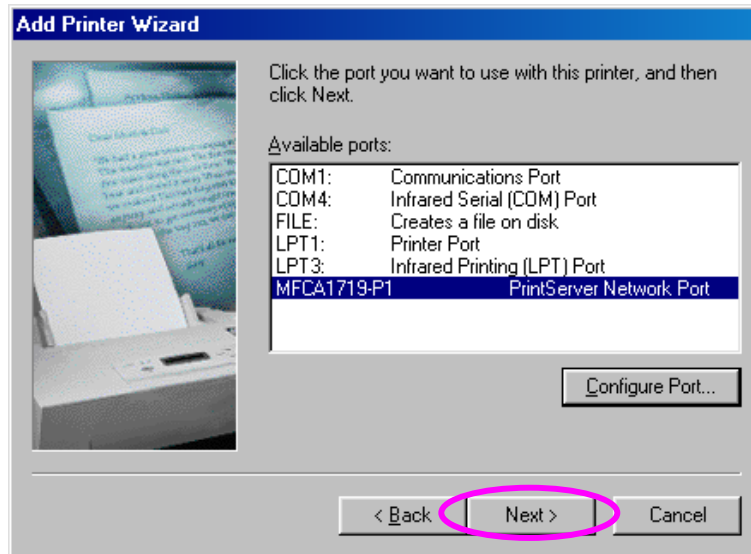 Add Printer Wizard
Click the port you want to use with this printer, and then
click Next.
Available ports:
COM1: Communications Port
COM4: Infrared Serial (COM) Port
FILE: Creates a file on disk
LPT1: Printer Port
LPT3: Infrared Printing (LPT) Port
MFCA1719-P1 PrintServer Network Port
Configure Port...
< Back Next > Cancel